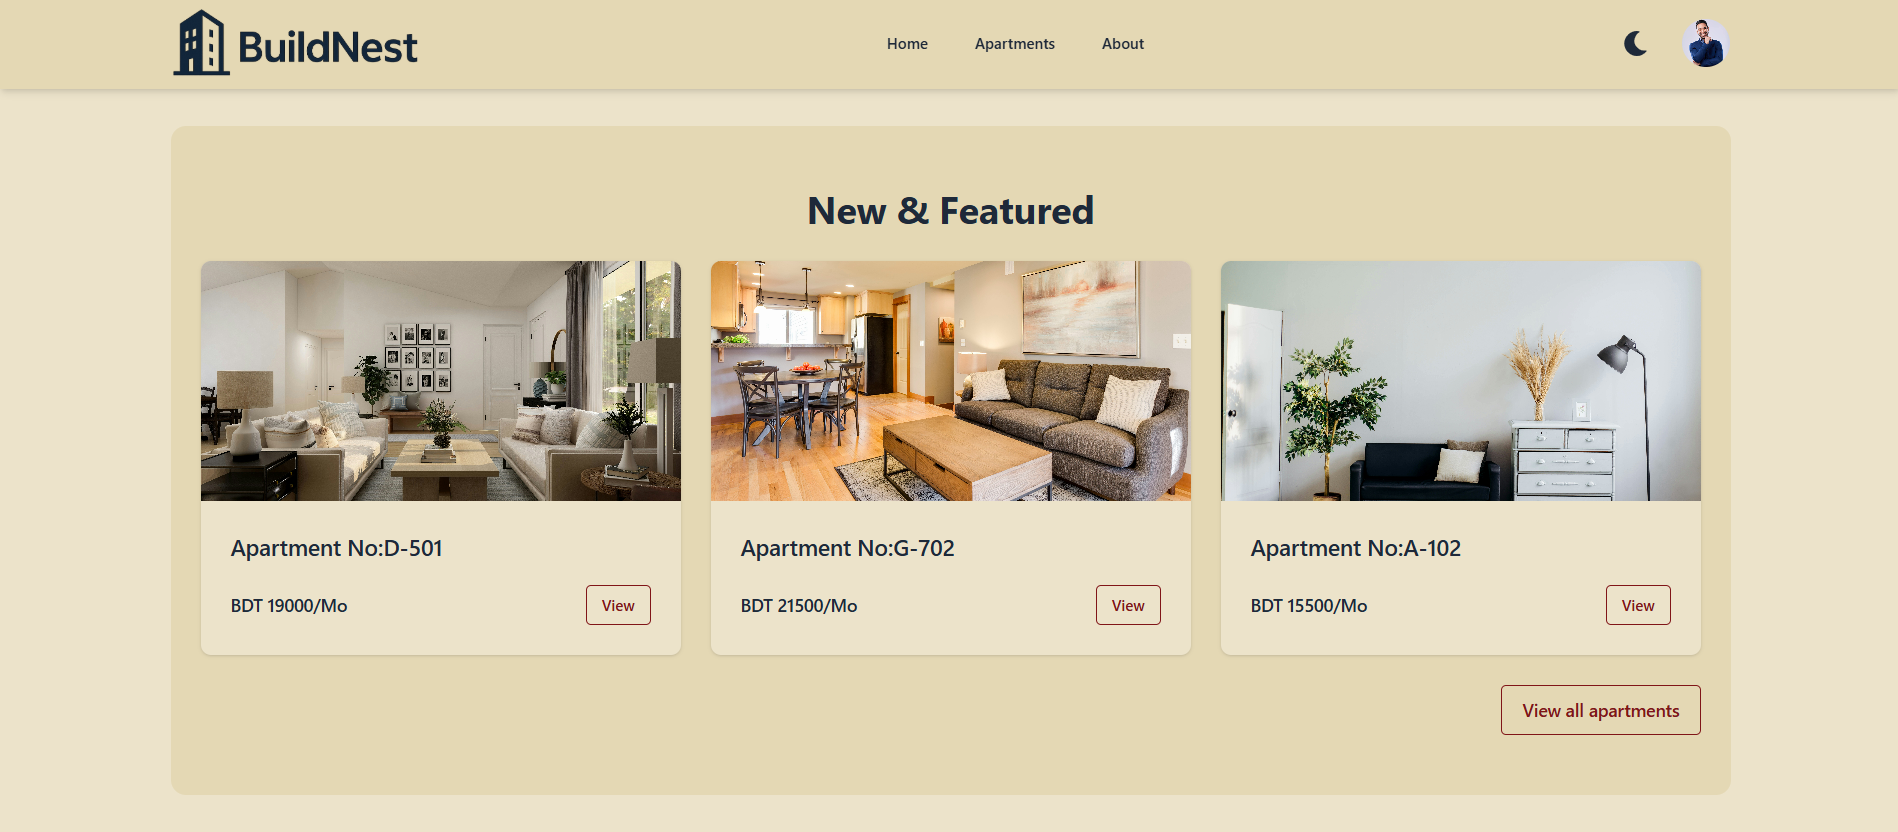 BuildNest
Home
Apartments
About
New & Featured
Apartment No:D-501
BDT 19000/Mo
View
Apartment No:G-702
BDT 21500/Mo
View
Apartment No:A-102
BDT 15500/Mo
View
View all apartments